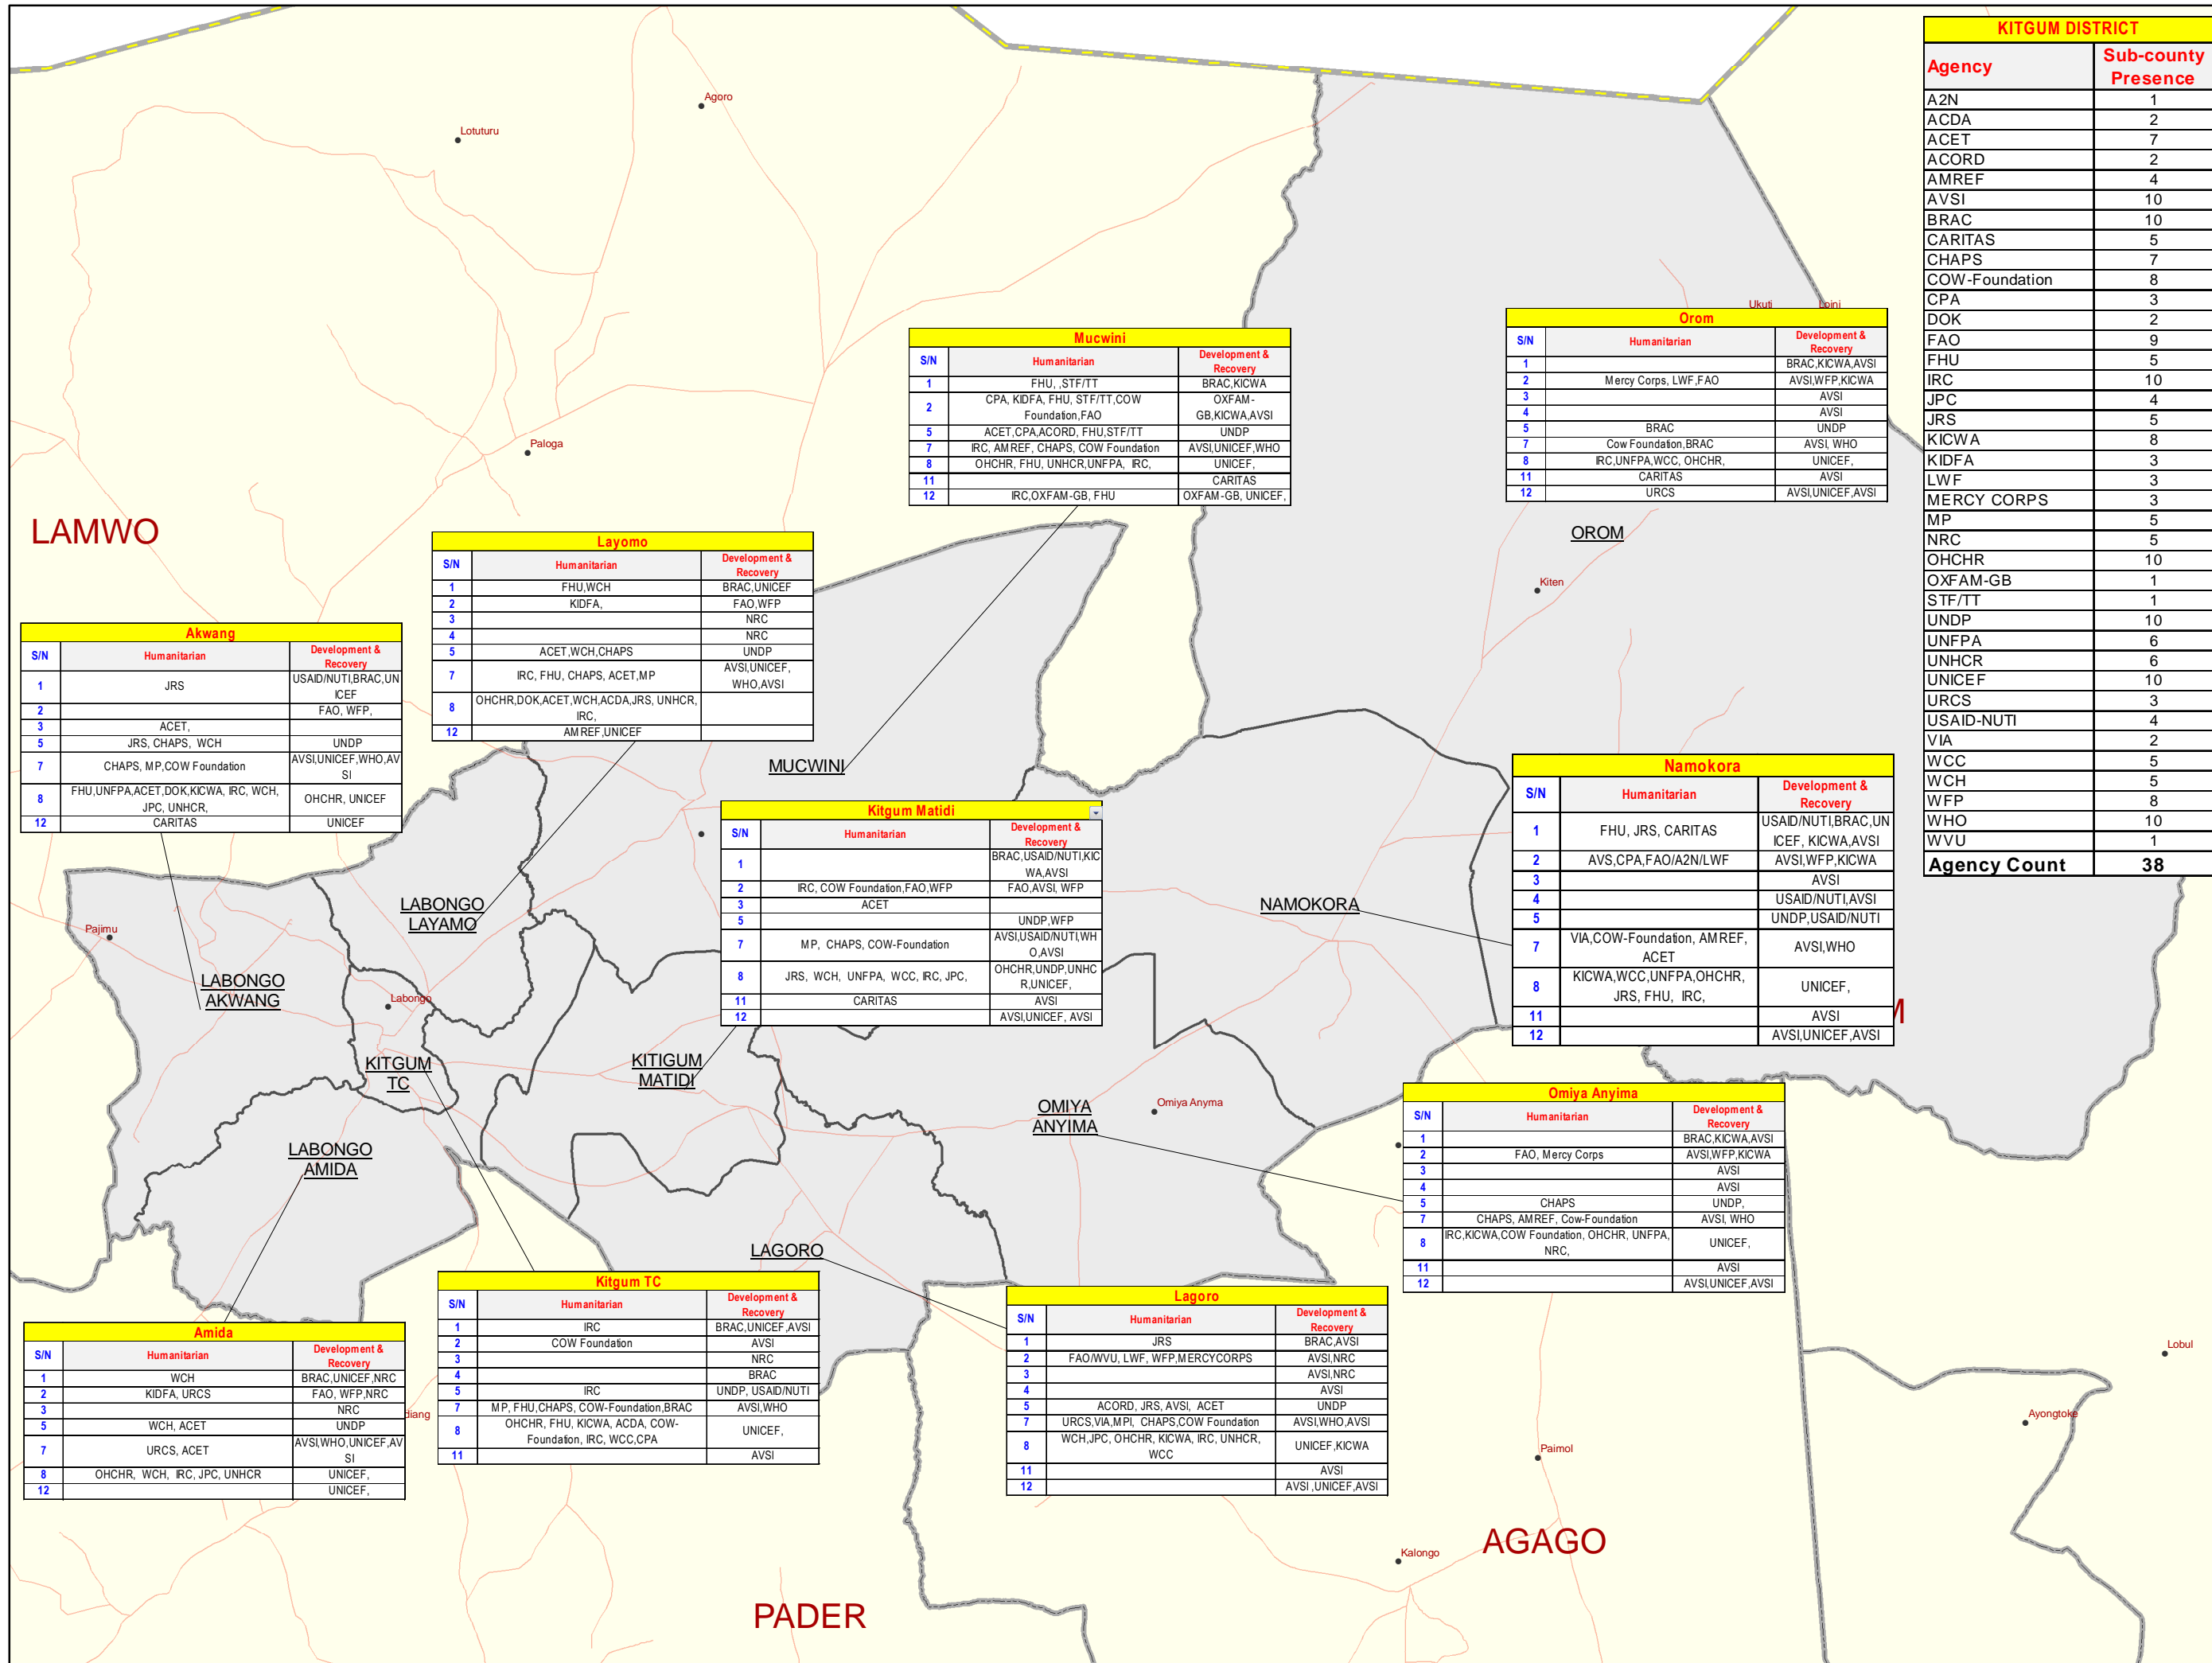 KITGUM DISTRICT
Agency Sub-county Presence
A2N 1
ACDA 2
ACET 7
ACORD 2
AMREF 4
AVSI 10
BRAC 10
CARITAS 5
CHAPS 7
COW-Foundation 8
CPA 3
DOK 2
FAO 9
FHU 5
IRC 10
JPC 4
JRS 5
KICWA 8
KIDFA 3
LWF 3
MERCY CORPS 3
MP 5
NRC 5
OHCHR 10
OXFAM-GB 1
STF/TT 1
UNDP 10
UNFPA 6
UNHCR 6
UNICEF 10
URCS 3
USAID-NUTI 4
VIA 2
WCC 5
WCH 5
WFP 8
WHO 10
WVU 1
Agency Count 38
Agoro
Lotuturu
Paloga
Ukuti
Loini
Mucwini
S/N Humanitarian Development & Recovery
1 FHU, ,STF/TT BRAC,KICWA
2 CPA, KIDFA, FHU, STF/TT,COW Foundation,FAO OXFAM-GB,KICWA,AVSI
5 ACET,CPA,ACORD, FHU,STF/TT UNDP
7 IRC, AMREF, CHAPS, COW Foundation AVSI,UNICEF,WHO
8 OHCHR, FHU, UNHCR,UNFPA, IRC, UNICEF,
11 CARITAS
12 IRC,OXFAM-GB, FHU OXFAM-GB, UNICEF,
Orom
S/N Humanitarian Development & Recovery
1 BRAC,KICWA,AVSI
2 Mercy Corps, LWF,FAO AVSI,WFP,KICWA
3 AVSI
4 AVSI
5 BRAC UNDP
7 Cow Foundation,BRAC AVSI, WHO
8 IRC,UNFPA,WCC, OHCHR, UNICEF,
11 CARITAS AVSI
12 URCS AVSI,UNICEF,AVSI
LAMWO
OROM
Kiten
Layomo
S/N Humanitarian Development & Recovery
1 FHU,WCH BRAC,UNICEF
2 KIDFA, FAO,WFP
3 NRC
4 NRC
5 ACET,WCH,CHAPS UNDP
7 IRC, FHU, CHAPS, ACET,MP AVSI,UNICEF, WHO,AVSI
8 OHCHR,DOK,ACET,WCH,ACDA,JRS, UNHCR, IRC,
12 AMREF,UNICEF
Akwang
S/N Humanitarian Development & Recovery
1 JRS USAID/NUTI,BRAC,UNICEF
2 FAO, WFP,
3 ACET,
5 JRS, CHAPS, WCH UNDP
7 CHAPS, MP,COW Foundation AVSI,UNICEF,WHO,AVSI
8 FHU,UNFPA,ACET,DOK,KICWA, IRC, WCH, JPC, UNHCR, OHCHR, UNICEF
12 CARITAS UNICEF
MUCWINI
Kitgum Matidi
S/N Humanitarian Development & Recovery
1 BRAC,USAID/NUTI,KICWA,AVSI
2 IRC, COW Foundation,FAO,WFP FAO,AVSI, WFP
3 ACET
5 UNDP,WFP
7 MP, CHAPS, COW-Foundation AVSI,USAID/NUTI,WHO,AVSI
8 JRS, WCH, UNFPA, WCC, IRC, JPC, OHCHR,UNDP,UNHCR,UNICEF,
11 CARITAS AVSI
12 AVSI,UNICEF, AVSI
Namokora
S/N Humanitarian Development & Recovery
1 FHU, JRS, CARITAS USAID/NUTI,BRAC,UNICEF, KICWA,AVSI
2 AVS,CPA,FAO/A2N/LWF AVSI,WFP,KICWA
3 AVSI
4 USAID/NUTI,AVSI
5 UNDP,USAID/NUTI
7 VIA,COW-Foundation, AMREF, ACET AVSI,WHO
8 KICWA,WCC,UNFPA,OHCHR, JRS, FHU, IRC, UNICEF,
11 AVSI
12 AVSI,UNICEF,AVSI
M
LABONGO
LAYAMO
NAMOKORA
Pajimu
LABONGO
AKWANG
Labongo
KITGUM
TC
KITIGUM
MATIDI
OMIYA
ANYIMA
Omiya Anyma
LABONGO
AMIDA
LAGORO
Omiya Anyima
S/N Humanitarian Development & Recovery
1 BRAC,KICWA,AVSI
2 FAO, Mercy Corps AVSI,WFP,KICWA
3 AVSI
4 AVSI
5 CHAPS UNDP,
7 CHAPS, AMREF, Cow-Foundation AVSI, WHO
8 IRC,KICWA,COW Foundation, OHCHR, UNFPA, NRC, UNICEF,
11 AVSI
12 AVSI,UNICEF,AVSI
Kitgum TC
S/N Humanitarian Development & Recovery
1 IRC BRAC,UNICEF,AVSI
2 COW Foundation AVSI
3 NRC
4 BRAC
5 IRC UNDP, USAID/NUTI
7 MP, FHU,CHAPS, COW-Foundation,BRAC AVSI,WHO
8 OHCHR, FHU, KICWA, ACDA, COW-Foundation, IRC, WCC,CPA UNICEF,
11 AVSI
Lagoro
S/N Humanitarian Development & Recovery
1 JRS BRAC,AVSI
2 FAO/WVU, LWF, WFP,MERCYCORPS AVSI,NRC
3 AVSI,NRC
4 AVSI
5 ACORD, JRS, AVSI, ACET UNDP
7 URCS,VIA,MPI, CHAPS,COW Foundation AVSI,WHO,AVSI
8 WCH,JPC, OHCHR, KICWA, IRC, UNHCR, WCC UNICEF,KICWA
11 AVSI
12 AVSI ,UNICEF,AVSI
Amida
S/N Humanitarian Development & Recovery
1 WCH BRAC,UNICEF,NRC
2 KIDFA, URCS FAO, WFP,NRC
3 NRC
5 WCH, ACET UNDP
7 URCS, ACET AVSI,WHO,UNICEF,AVSI
8 OHCHR, WCH, IRC, JPC, UNHCR UNICEF,
12 UNICEF,
diang
Lobul
Ayongtoke
Paimol
Kalongo
AGAGO
PADER